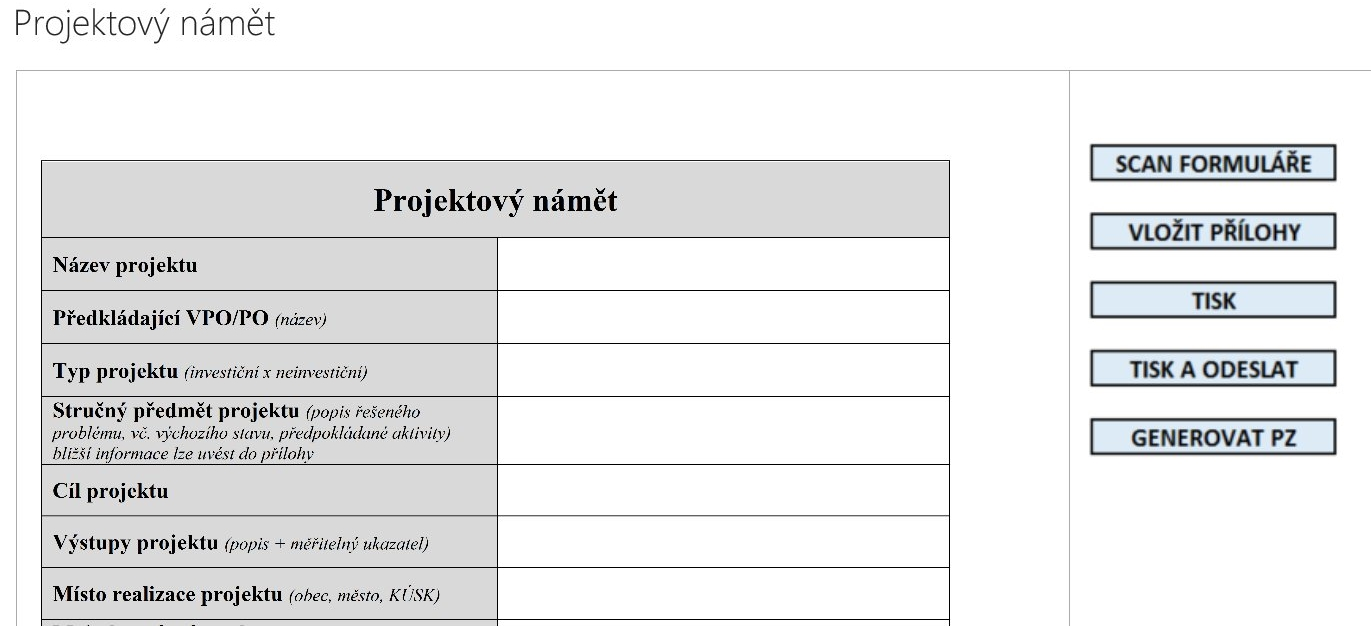 Projektový námět
Projektový námět
Název projektu
Předkládající VPO/PO (název)
Typ projektu (investiční x neinvestiční)
Stručný předmět projektu (popis řešeného
problému, vč. výchozího stavu, předpokládané aktivity)
bližší informace lze uvést do přílohy
Cíl projektu
Výstupy projektu (popis + měřitelný ukazatel)
Místo realizace projektu (obec, město, KÚSK)
SCAN FORMULÁŘE
VLOŽIT PŘÍLOHY
TISK
TISK A ODESLAT
GENEROVAT PZ